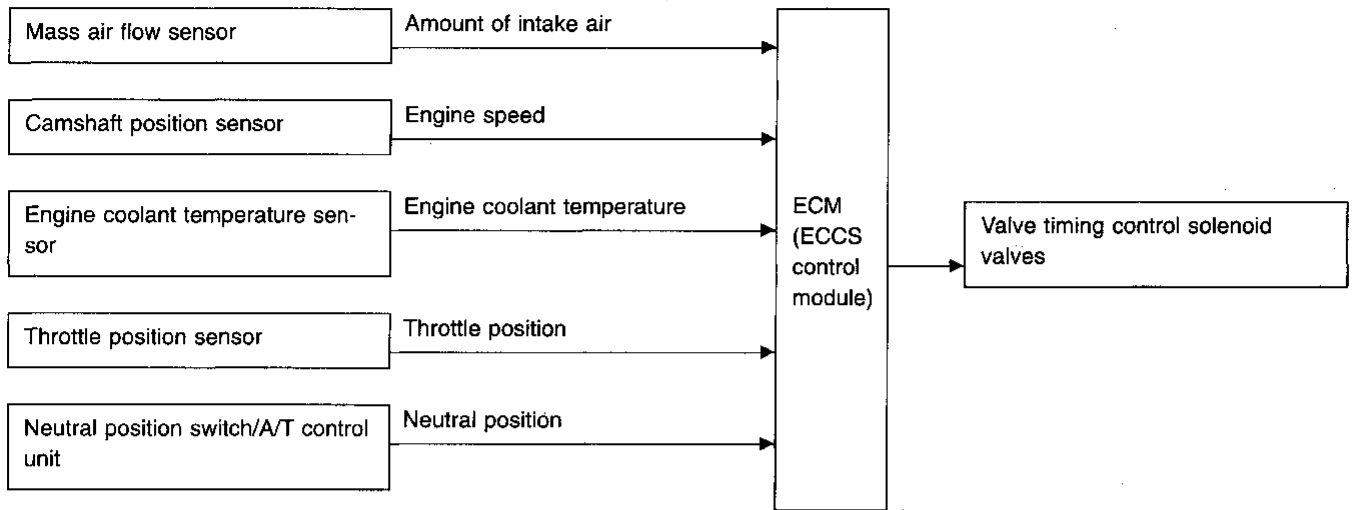 Mass air flow sensor
Amount of intake air
Camshaft position sensor
Engine speed
Engine coolant temperature sen-
sor
Engine coolant temperature
Throttle position sensor
Throttle position
Neutral position switch/A/T control
unit
Neutral position
ECM
(ECCS
control
module)
Valve timing control solenoid
valves